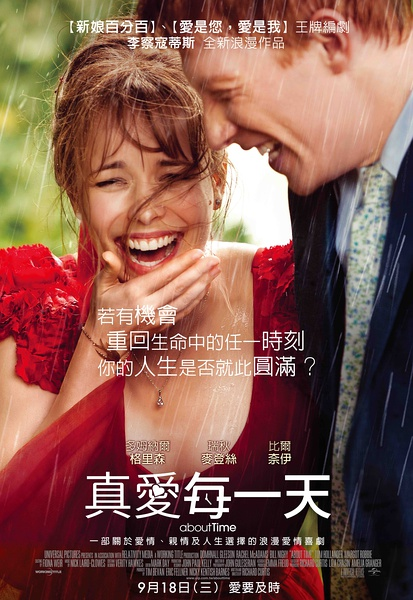 【新娘百分百】、【愛是您，愛是我】王牌編劇
李察寇蒂斯 全新浪漫作品
若有機會
重回生命中的任一時刻
你的人生是否就此圓滿？
多姆納爾 瑞秋 比爾
格里森 麥亞當絲 奈伊
真愛每一天
aboutTime
一部關於愛情、親情及人生選擇的浪漫愛情喜劇
9月18日(三) 愛要及時